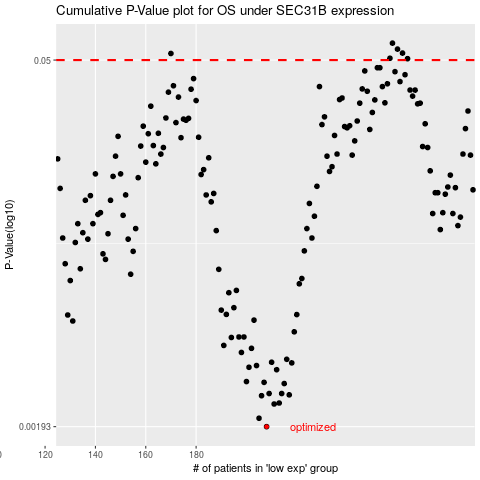 Cumulative P-Value plot for OS under SEC31B expression
0.05
P-Value(log10)
0.00193
optimized
0 120 140 160 180
# of patients in 'low exp' group